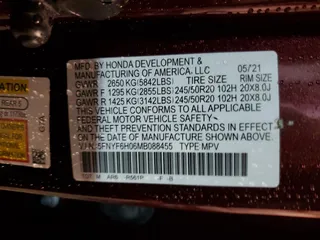 MFD. BY HONDA DEVELOPMENT &
MANUFACTURING OF AMERICA, LLC 05/21
GVWR 2650 KG(5842LBS) TIRE SIZE RIM SIZE
GAWR F 1295 KG(2855LBS) 245/50R20 102H 20X8.0J
GAWR R 1425 KG(3142LBS) 245/50R20 102H 20X8.0J
THIS VEHICLE CONFORMS TO ALL APPLICABLE
FEDERAL MOTOR VEHICLE SAFETY
AND THEFT PREVENTION STANDARDS IN EFFECT
ON THE DATE OF MANUFACTURE SHOWN ABOVE.
V.I.N. 5FNYF6H06MB088455 TYPE MPV
R561P -F -B